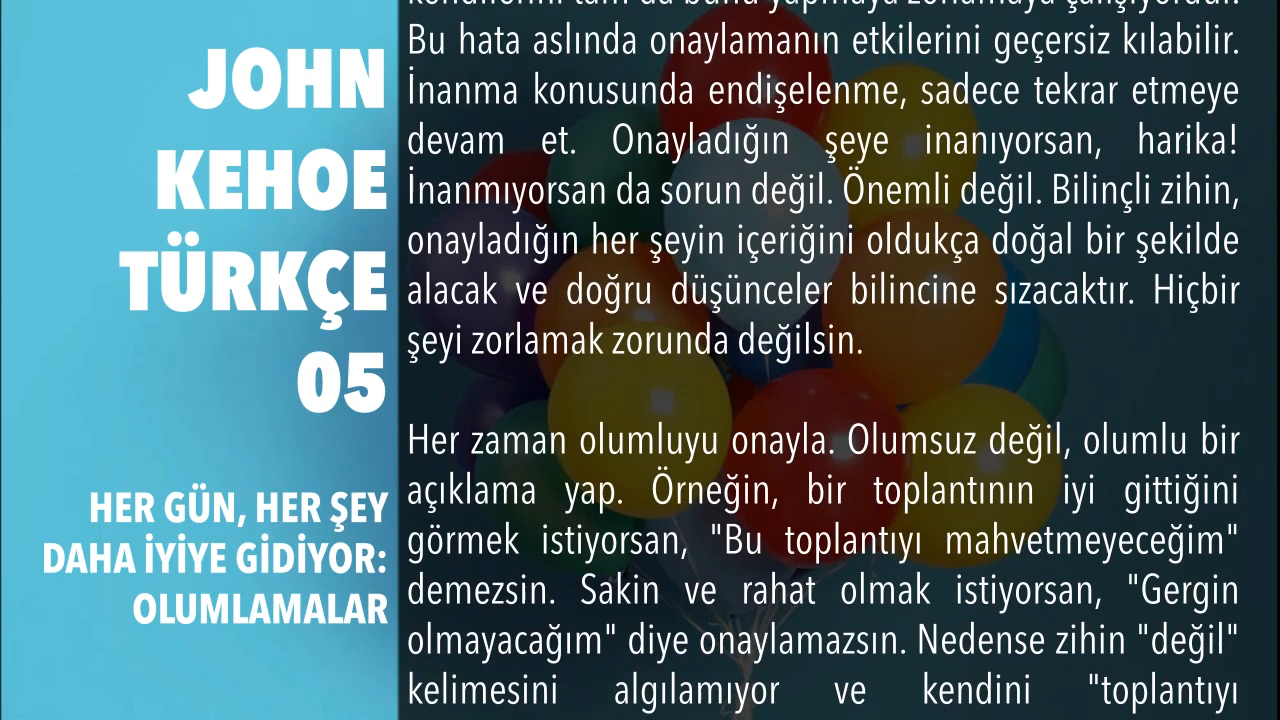 JOHN
KEHOE
TÜRKÇE
05
HER GÜN, HER ŞEY
DAHA İYİYE GİDİYOR:
OLUMLAMALAR
Bu hata aslında onaylamanın etkilerini geçersiz kılabilir.
İnanma konusunda endişelenme, sadece tekrar etmeye
devam et. Onayladığın şeye inanıyorsan, harika!
İnanmıyorsan da sorun değil. Önemli değil. Bilinçli zihin,
onayladığın her şeyin içeriğini oldukça doğal bir şekilde
alacak ve doğru düşünceler bilincine sızacaktır. Hiçbir
şeyi zorlamak zorunda değilsin.
Her zaman olumluyu onayla. Olumsuz değil, olumlu bir
açıklama yap. Örneğin, bir toplantının iyi gittiğini
görmek istiyorsan, "Bu toplantıyı mahvetmeyeceğim"
demezsin. Sakin ve rahat olmak istiyorsan, "Gergin
olmayacağım" diye onaylamazsın. Nedense zihin "değil"
kelimesini algılamıyor ve kendini "toplantıyı